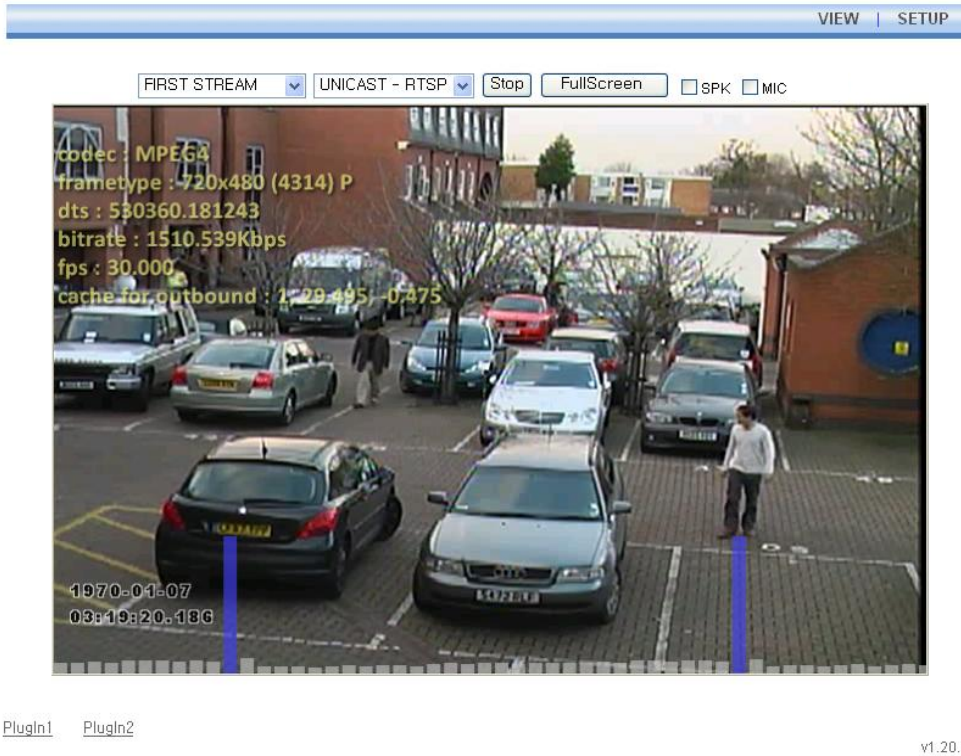 VIEW | SETUP
FIRST STREAM UNICAST - RTSP Stop FullScreen SPK MIC
codec : MPEG4
frametype : 720x480 (4314) P
dts : 530360.181243
bitrate : 1510.539Kbps
fps : 30.000
cache for outbound : 1, 29.495, -0.475
1970-01-07
03:19:20.186
PlugIn1 PlugIn2
v1.20.